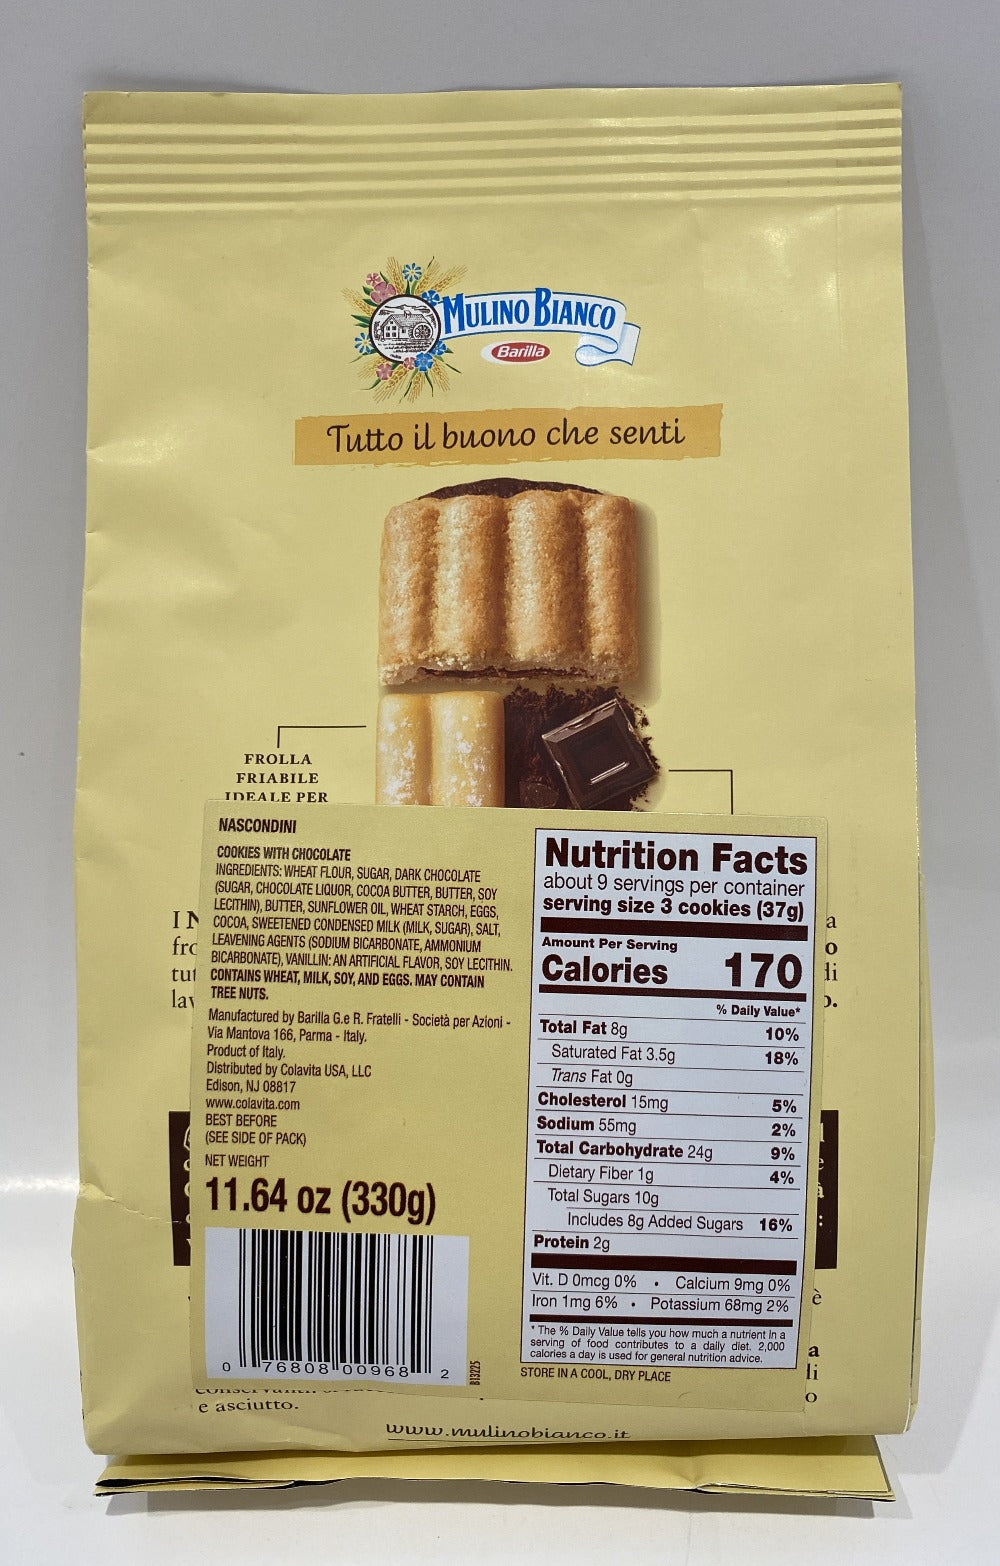 MULINO BIANCO
Barilla
Tutto il buono che senti
FROLLA
FRIABILE
IDEALE PER
NASCONDINI
COOKIES WITH CHOCOLATE
INGREDIENTS: WHEAT FLOUR, SUGAR, DARK CHOCOLATE
(SUGAR, CHOCOLATE LIQUOR, COCOA BUTTER, BUTTER, SOY
LECITHIN), BUTTER, SUNFLOWER OIL, WHEAT STARCH, EGGS,
COCOA, SWEETENED CONDENSED MILK (MILK, SUGAR), SALT,
LEAVENING AGENTS (SODIUM BICARBONATE, AMMONIUM
BICARBONATE), VANILLIN: AN ARTIFICIAL FLAVOR, SOY LECITHIN.
CONTAINS WHEAT, MILK, SOY, AND EGGS. MAY CONTAIN
TREE NUTS.
Manufactured by Barilla G.e R. Fratelli - Società per Azioni -
Via Mantova 166, Parma - Italy.
Product of Italy.
Distributed by Colavita USA, LLC
Edison, NJ 08817
www.colavita.com
BEST BEFORE
(SEE SIDE OF PACK)
NET WEIGHT
11.64 oz (330g)
0 76808 00968 2
B13225
Nutrition Facts
about 9 servings per container
serving size 3 cookies (37g)
Amount Per Serving
Calories 170
% Daily Value*
Total Fat 8g 10%
Saturated Fat 3.5g 18%
Trans Fat 0g
Cholesterol 15mg 5%
Sodium 55mg 2%
Total Carbohydrate 24g 9%
Dietary Fiber 1g 4%
Total Sugars 10g
Includes 8g Added Sugars 16%
Protein 2g
Vit. D 0mcg 0% • Calcium 9mg 0%
Iron 1mg 6% • Potassium 68mg 2%
* The % Daily Value tells you how much a nutrient in a
serving of food contributes to a daily diet. 2,000
calories a day is used for general nutrition advice.
STORE IN A COOL, DRY PLACE
e asciutto.
www.mulinobianco.it